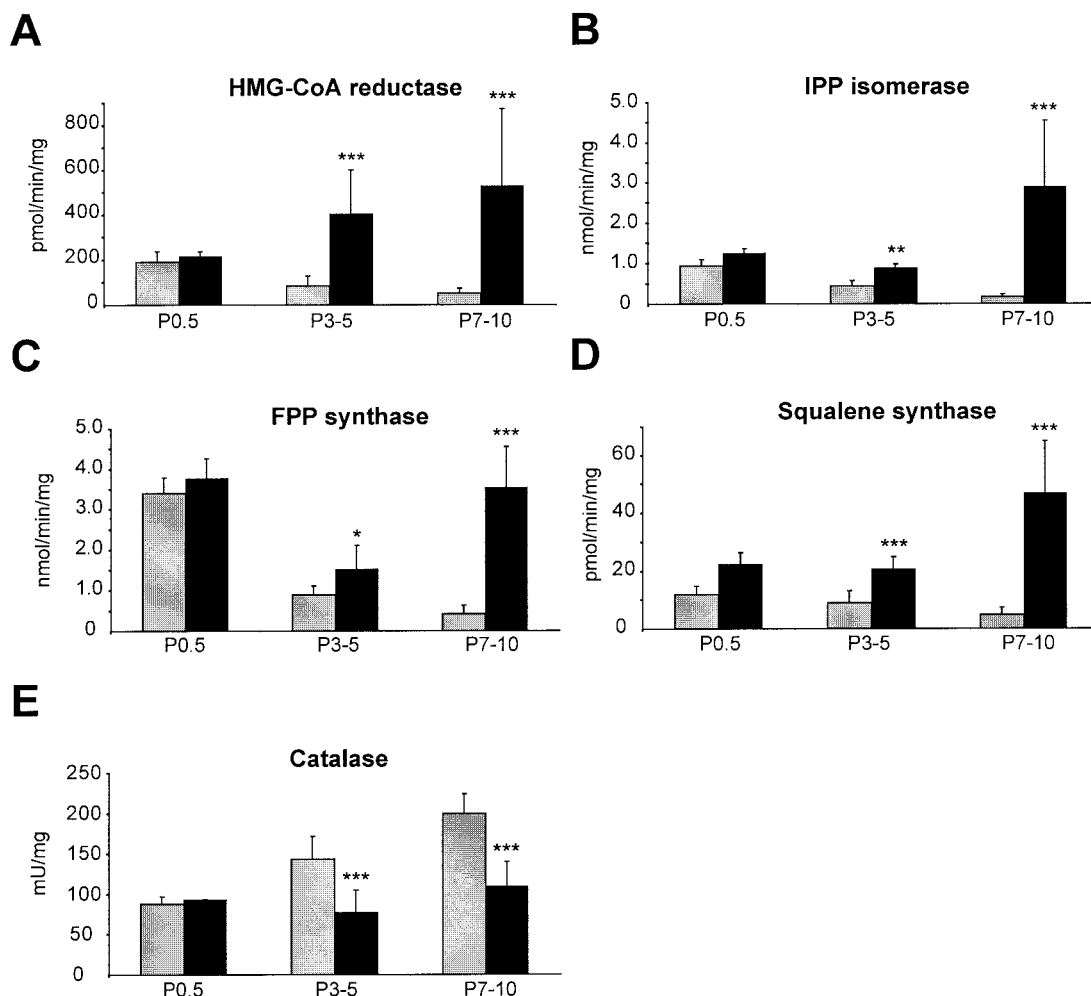 A
HMG-CoA reductase
pmol/min/mg
800
600
400
200
0
***
***
P0.5
P3-5
P7-10
B
IPP isomerase
nmol/min/mg
5.0
4.0
3.0
2.0
1.0
0
**
***
P0.5
P3-5
P7-10
C
FPP synthase
nmol/min/mg
5.0
4.0
3.0
2.0
1.0
0
*
***
P0.5
P3-5
P7-10
D
Squalene synthase
pmol/min/mg
60
40
20
0
***
***
P0.5
P3-5
P7-10
E
Catalase
mU/mg
250
200
150
100
50
0
***
***
P0.5
P3-5
P7-10